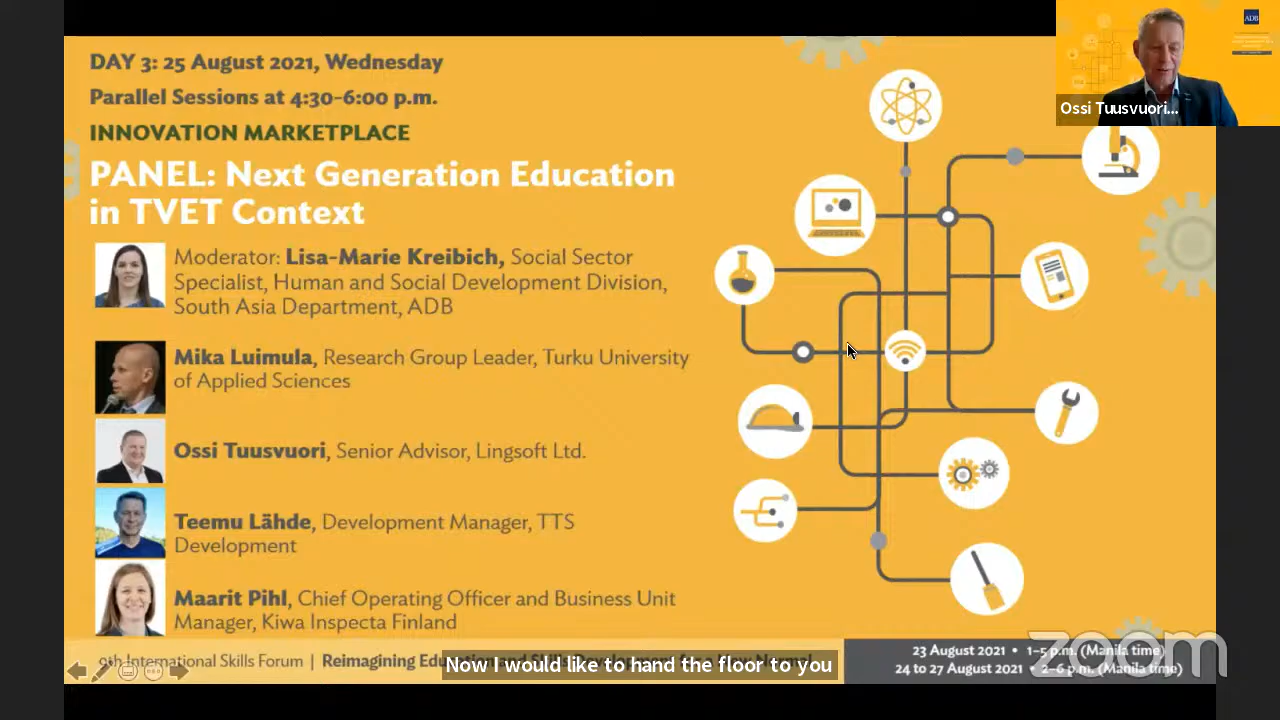 DAY 3: 25 August 2021, Wednesday
Parallel Sessions at 4:30–6:00 p.m.
INNOVATION MARKETPLACE
PANEL: Next Generation Education
in TVET Context
Moderator: Lisa-Marie Kreibich, Social Sector
Specialist, Human and Social Development Division,
South Asia Department, ADB
Mika Luimula, Research Group Leader, Turku University
of Applied Sciences
Ossi Tuusvuori, Senior Advisor, Lingsoft Ltd.
Teemu Lähde, Development Manager, TTS
Development
Maarit Pihl, Chief Operating Officer and Business Unit
Manager, Kiwa Inspecta Finland
ADB
Ossi Tuusvuori...
9th International Skills Forum | Reimagining
Now I would like to hand the floor to you
23 August 2021 • 1–5 p.m. (Manila time)
24 to 27 August 2021 • 2–6 p.m. (Manila time)
zoom